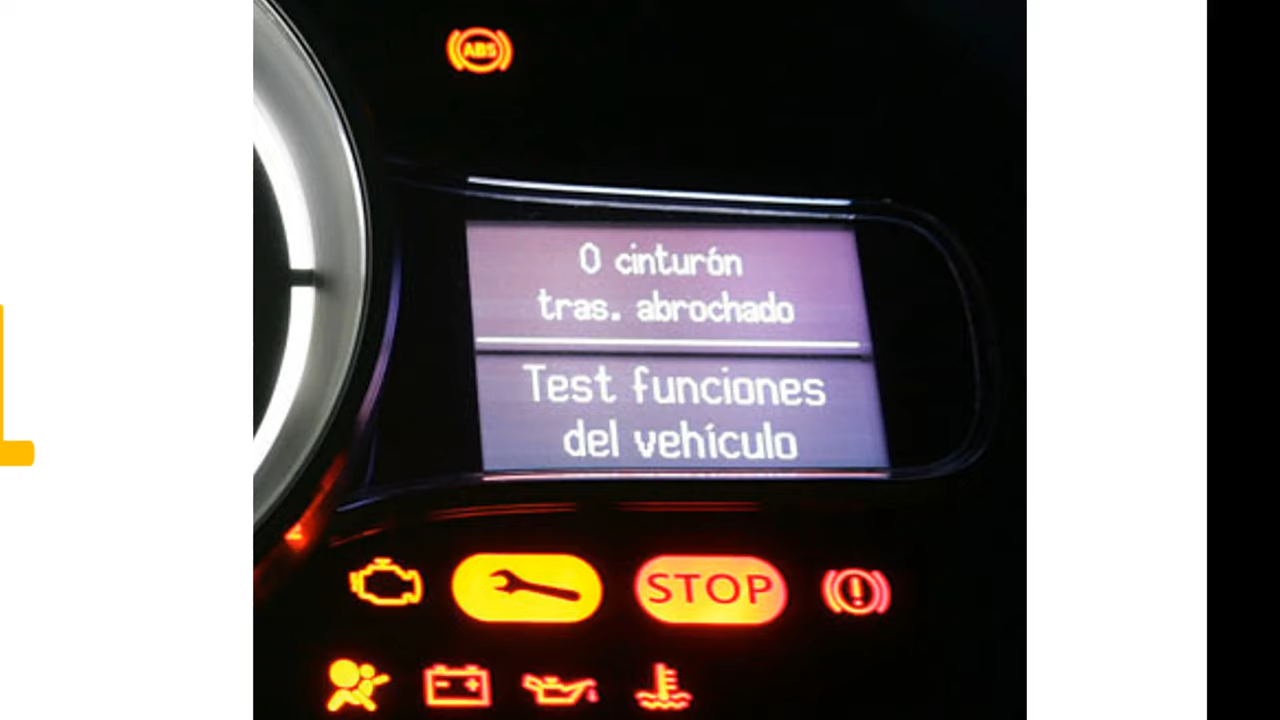 ABS
0 cinturón
tras. abrochado
Test funciones
del vehículo
STOP